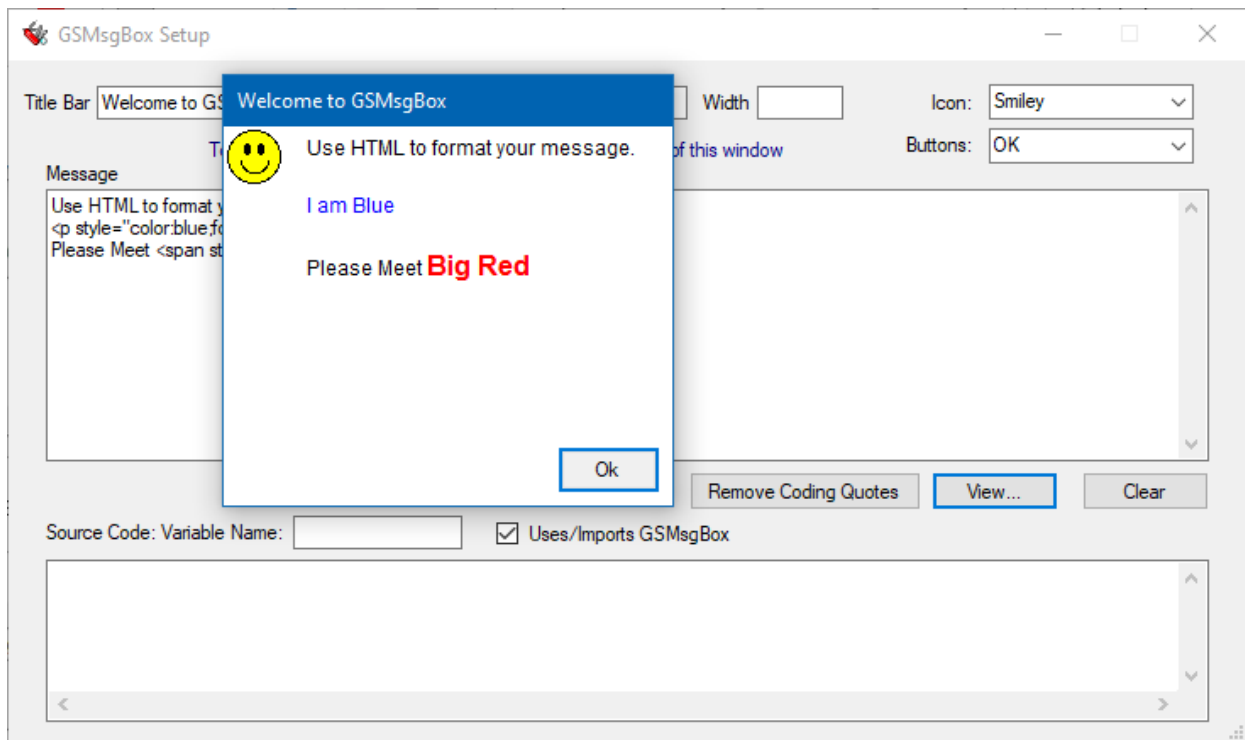 GSMsgBox Setup
Title Bar Welcome to GS Width Icon: Smiley
Welcome to GSMsgBox
of this window Buttons: OK
Message
Use HTML to format your message.
I am Blue
Please Meet Big Red
Ok
Use HTML to format
<p style="color:blue;
Please Meet <span st
Remove Coding Quotes View... Clear
Source Code: Variable Name: Uses/Imports GSMsgBox